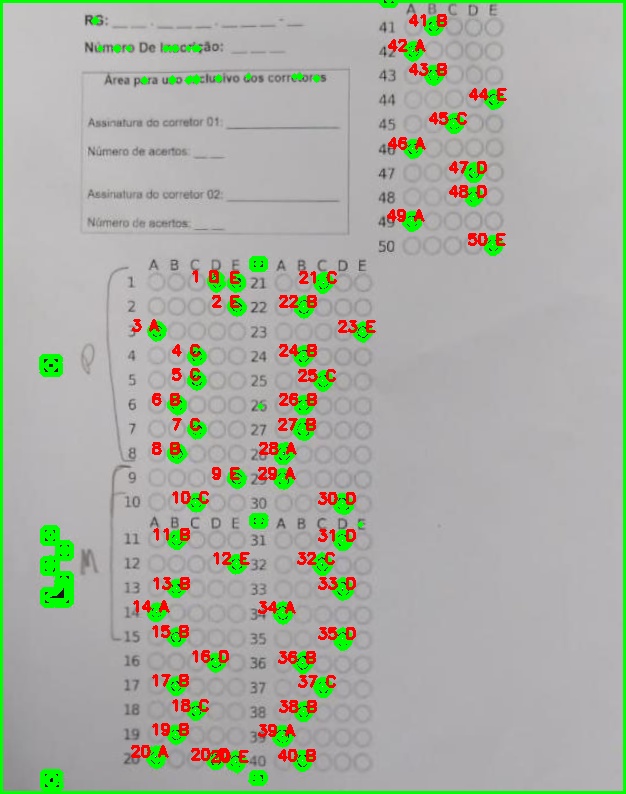 RG: __ __ . __ __ __ . __ __ __ - __
Número De Inscrição: __ __ __
Área para uso exclusivo dos corretores
Assinatura do corretor 01:
Número de acertos: __ __
Assinatura do corretor 02:
Número de acertos: __ __
A B C D E
41 41 B
42 42 A
43 43 B
44 44 E
45 45 C
46 46 A
47 47 D
48 48 D
49 49 A
50 50 E
A B C D E A B C D E
1 1 D E 21 21 C
2 2 E 22 22 B
3 3 A 23 23 E
4 4 C 24 24 B
5 5 C 25 25 C
6 6 B 26 26 B
7 7 C 27 27 B
8 8 B 28 28 A
9 9 E 29 29 A
10 10 C 30 30 D
A B C D E A B C D E
11 11 B 31 31 D
12 12 E 32 32 C
13 13 B 33 33 D
14 14 A 34 34 A
15 15 B 35 35 D
16 16 D 36 36 B
17 17 B 37 37 C
18 18 C 38 38 B
19 19 B 39 39 A
20 20 A 20 20 E 40 40 B